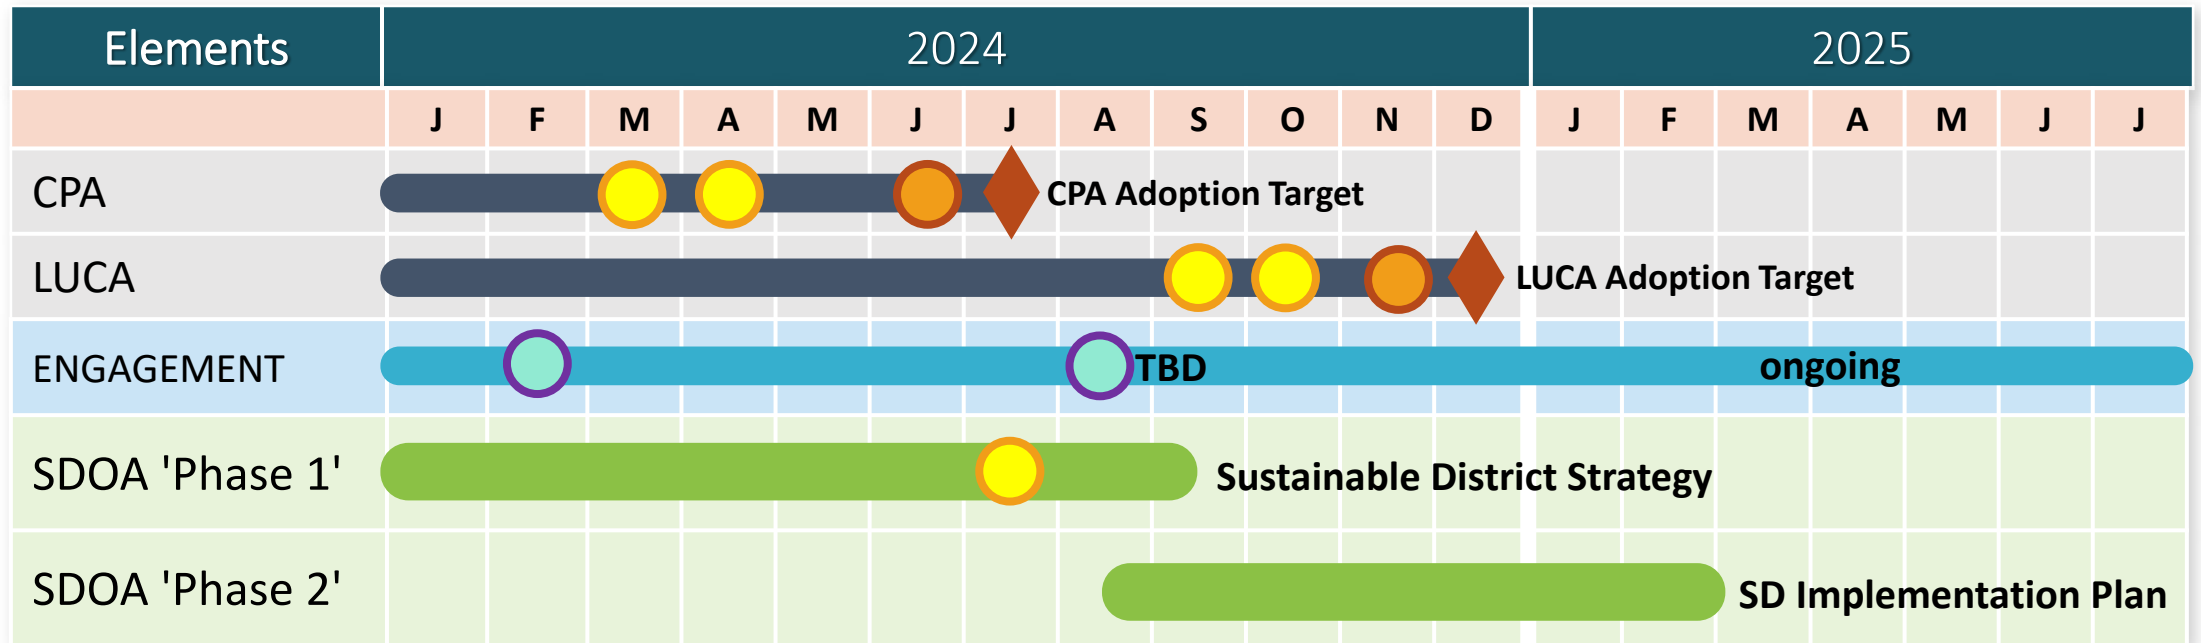 Elements 2024 2025
J F M A M J J A S O N D J F M A M J J
CPA CPA Adoption Target
LUCA LUCA Adoption Target
ENGAGEMENT TBD ongoing
SDOA 'Phase 1' Sustainable District Strategy
SDOA 'Phase 2' SD Implementation Plan